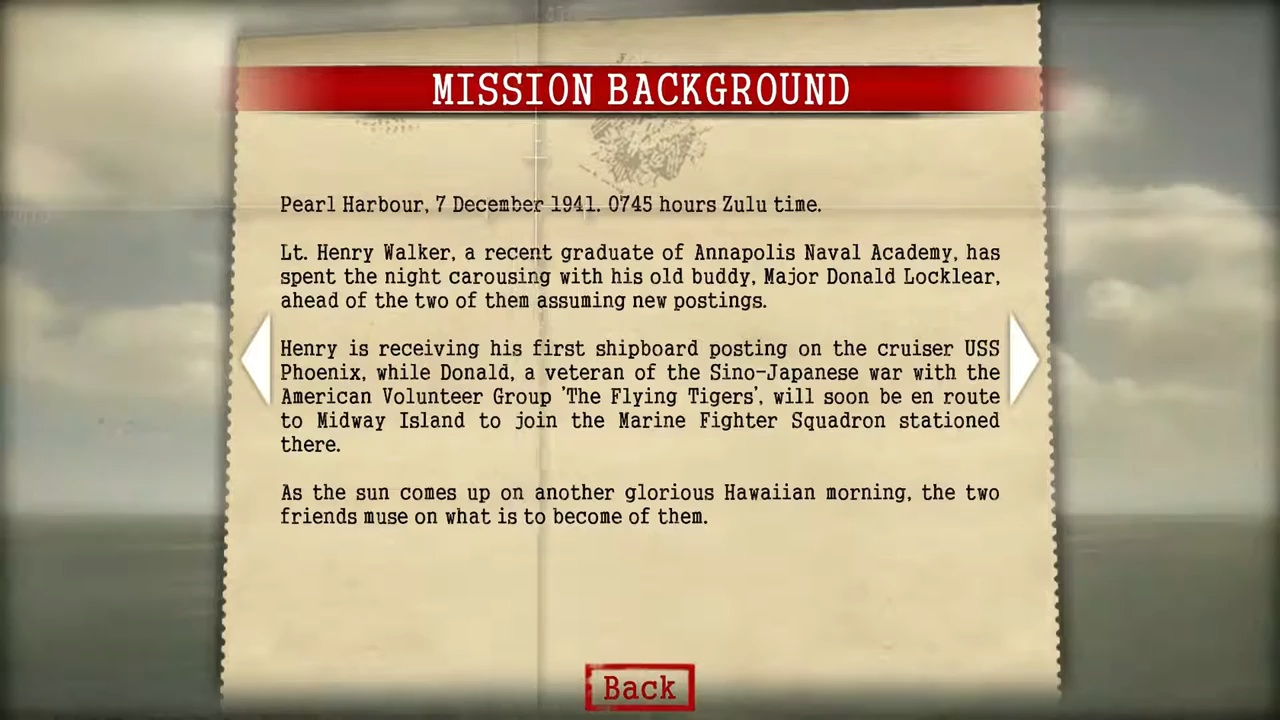 MISSION BACKGROUND
Pearl Harbour, 7 December 1941. 0745 hours Zulu time.
Lt. Henry Walker, a recent graduate of Annapolis Naval Academy, has
spent the night carousing with his old buddy, Major Donald Locklear,
ahead of the two of them assuming new postings.
Henry is receiving his first shipboard posting on the cruiser USS
Phoenix, while Donald, a veteran of the Sino-Japanese war with the
American Volunteer Group 'The Flying Tigers', will soon be en route
to Midway Island to join the Marine Fighter Squadron stationed
there.
As the sun comes up on another glorious Hawaiian morning, the two
friends muse on what is to become of them.
Back